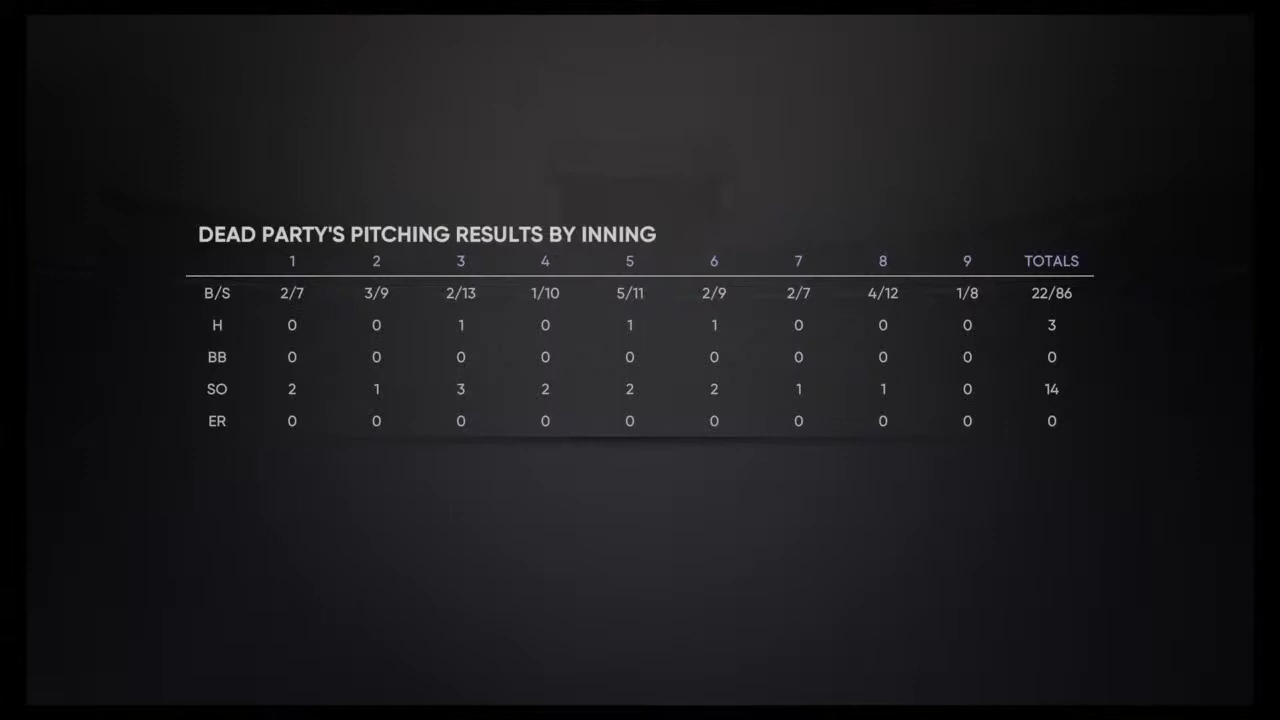 DEAD PARTY'S PITCHING RESULTS BY INNING
1 2 3 4 5 6 7 8 9 TOTALS
B/S 2/7 3/9 2/13 1/10 5/11 2/9 2/7 4/12 1/8 22/86
H 0 0 1 0 1 1 0 0 0 3
BB 0 0 0 0 0 0 0 0 0 0
SO 2 1 3 2 2 2 1 1 0 14
ER 0 0 0 0 0 0 0 0 0 0